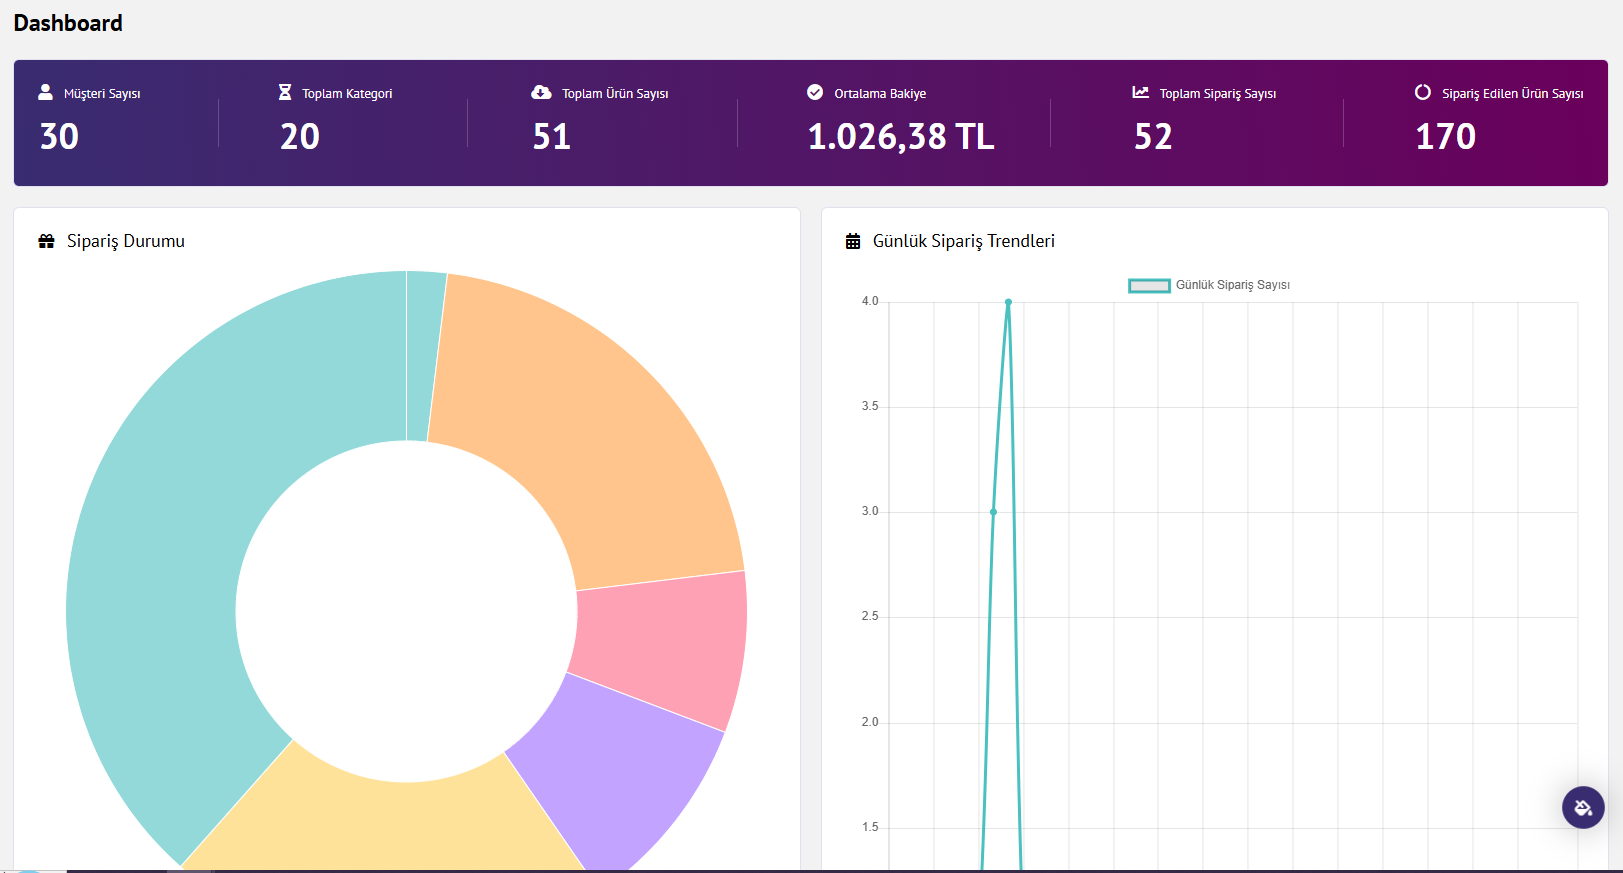 Dashboard
Müşteri Sayısı
30
Toplam Kategori
20
Toplam Ürün Sayısı
51
Ortalama Bakiye
1.026,38 TL
Toplam Sipariş Sayısı
52
Sipariş Edilen Ürün Sayısı
170
Sipariş Durumu
Günlük Sipariş Trendleri
Günlük Sipariş Sayısı
4.0
3.5
3.0
2.5
2.0
1.5